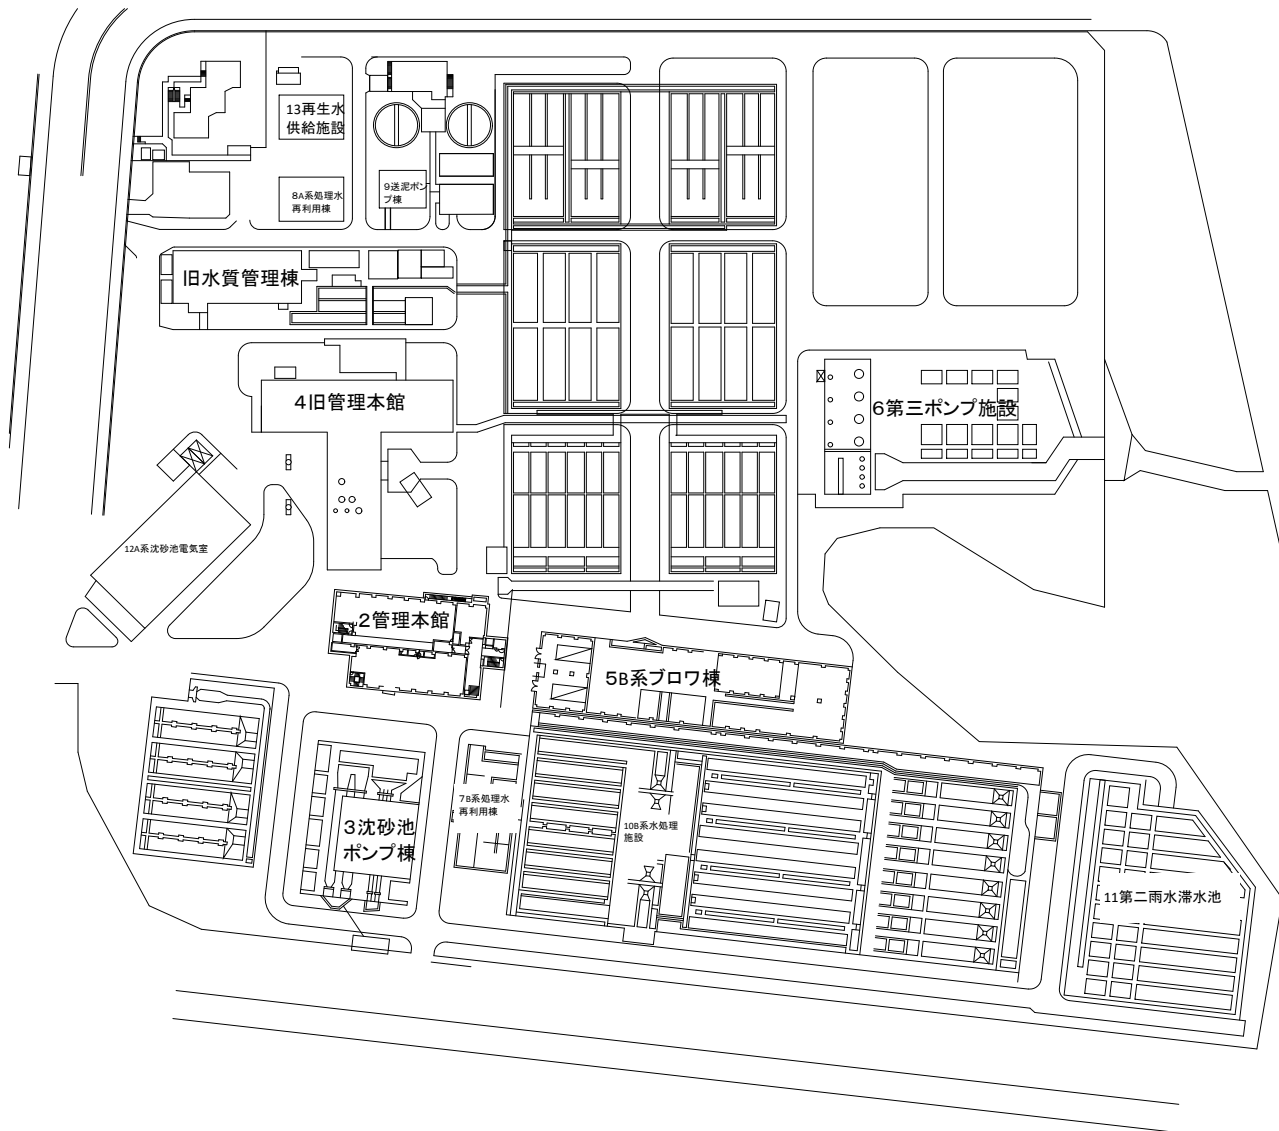 13再生水
供給施設
8A系処理水
再利用棟
9送泥ポン
プ棟
旧水質管理棟
4旧管理本館
6第三ポンプ施設
12A系沈砂池電気室
2管理本館
5B系ブロワ棟
7B系処理水
再利用棟
3沈砂池
ポンプ棟
10B系水処理
施設
11第二雨水滞水池